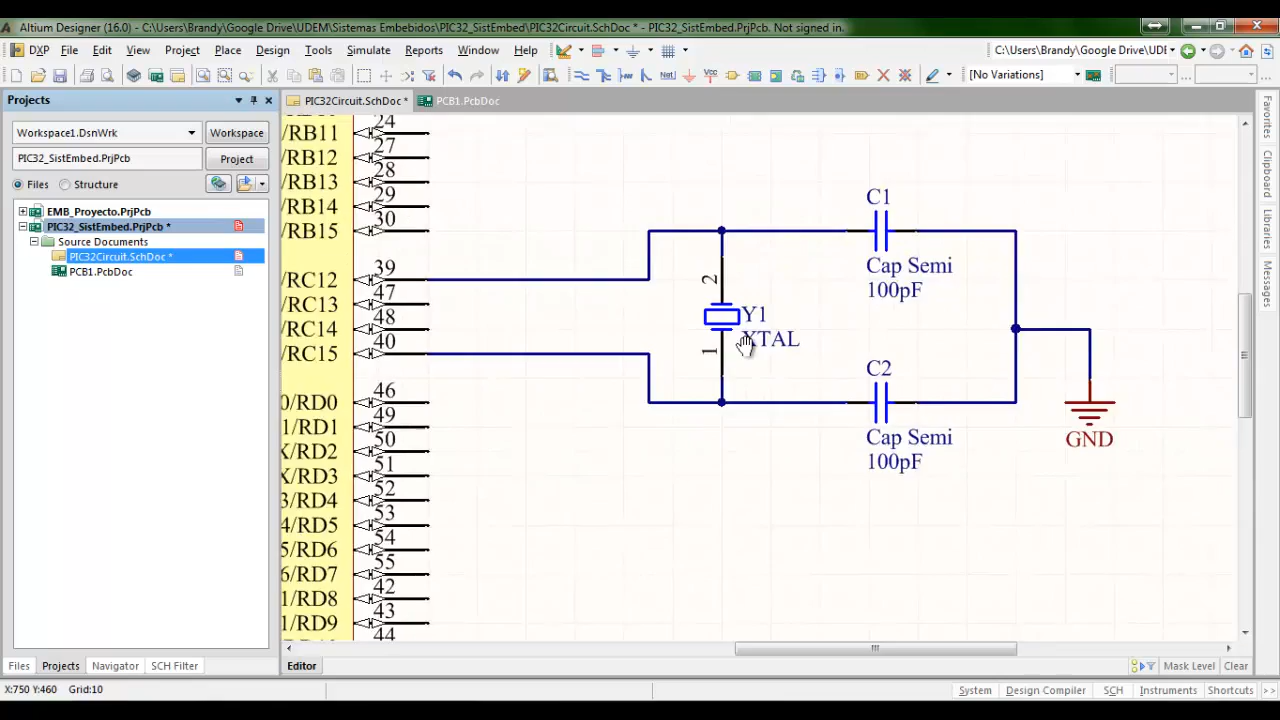 Altium Designer (16.0) - C:\Users\Brandy\Google Drive\UDEM\Sistemas Embebidos\PIC32_SistEmbed\PIC32Circuit.SchDoc * - PIC32_SistEmbed.PrjPcb. Not signed in.
DXP File Edit View Project Place Design Tools Simulate Reports Window Help
C:\Users\Brandy\Google Drive\UDE
[No Variations]
Projects
PIC32Circuit.SchDoc * PCB1.PcbDoc
Workspace1.DsnWrk Workspace
PIC32_SistEmbed.PrjPcb Project
Files Structure
EMB_Proyecto.PrjPcb
PIC32_SistEmbed.PrjPcb *
Source Documents
PIC32Circuit.SchDoc *
PCB1.PcbDoc
24
/RB11
27
/RB12
28
/RB13
29
/RB14
30
/RB15
39
/RC12
47
/RC13
48
/RC14
40
/RC15
46
0/RD0
49
1/RD1
50
X/RD2
51
X/RD3
52
3/RD4
53
4/RD5
54
5/RD6
55
6/RD7
42
1/RD8
43
1/RD9
44
C1
Cap Semi
100pF
2
Y1
XTAL
1
C2
Cap Semi
100pF
GND
Favorites
Clipboard
Libraries
Messages
Files Projects Navigator SCH Filter
Editor
Mask Level Clear
X:750 Y:460 Grid:10
System Design Compiler SCH Instruments Shortcuts >>